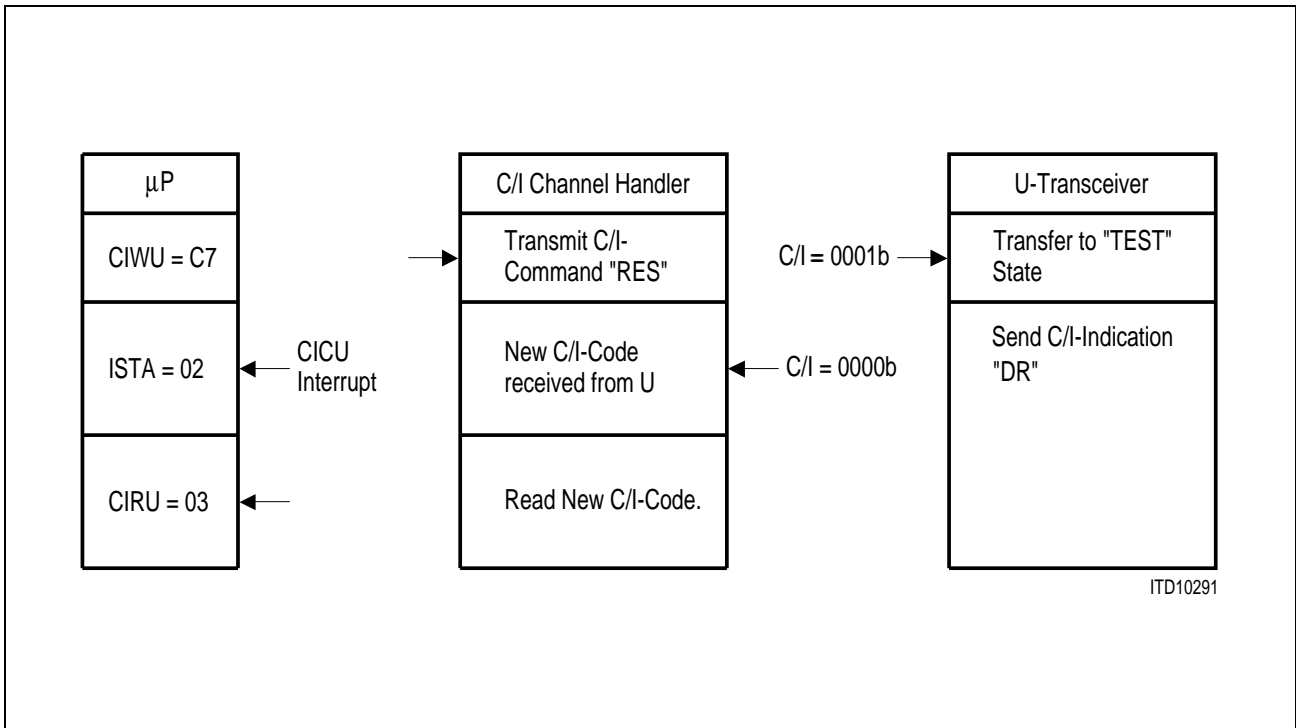 μP
CIWU = C7
ISTA = 02
CIRU = 03
CICU
Interrupt
C/I Channel Handler
Transmit C/I-
Command "RES"
New C/I-Code
received from U
Read New C/I-Code.
C/I = 0001b
C/I = 0000b
U-Transceiver
Transfer to "TEST"
State
Send C/I-Indication
"DR"
ITD10291